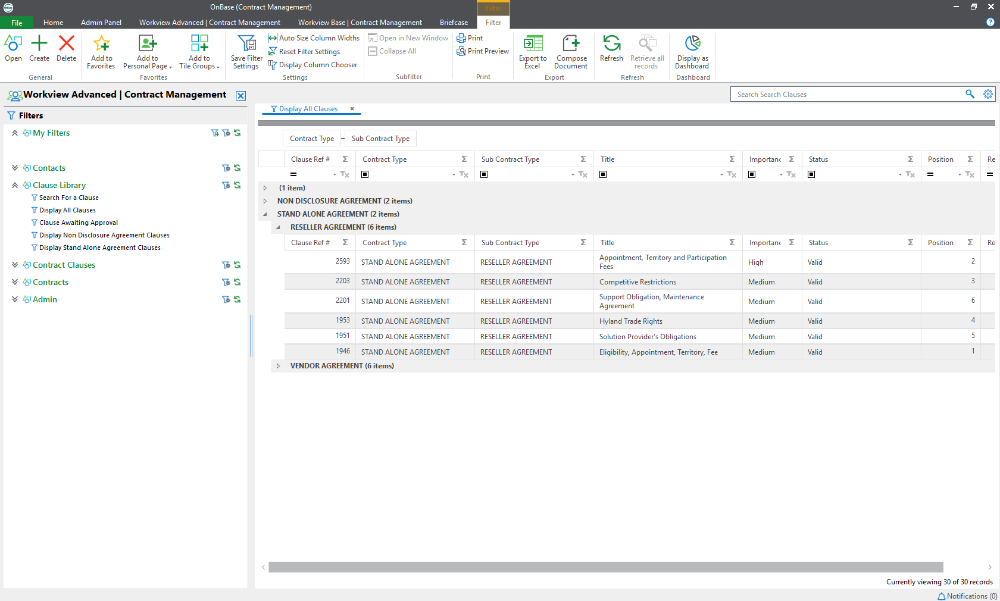 OnBase (Contract Management)
Filter
File
Home
Admin Panel
Workview Advanced | Contract Management
Workview Base | Contract Management
Briefcase
Filter
Open
Create
Delete
General
Add to
Favorites
Add to
Personal Page
Add to
Tile Groups
Favorites
Save Filter
Settings
Auto Size Column Widths
Reset Filter Settings
Display Column Chooser
Settings
Open in New Window
Collapse All
Subfilter
Print
Print Preview
Print
Export to
Excel
Compose
Document
Export
Refresh
Retrieve all
records
Refresh
Display as
Dashboard
Dashboard
Workview Advanced | Contract Management
Search Search Clauses
Filters
My Filters
Contacts
Clause Library
Search For a Clause
Display All Clauses
Clause Awaiting Approval
Display Non Disclosure Agreement Clauses
Display Stand Alone Agreement Clauses
Contract Clauses
Contracts
Admin
Display All Clauses
Contract Type
Sub Contract Type
Clause Ref # Σ Contract Type Σ Sub Contract Type Σ Title Σ Importanc Σ Status Σ Position Σ Re
(1 item)
NON DISCLOSURE AGREEMENT (2 items)
STAND ALONE AGREEMENT (2 items)
RESELLER AGREEMENT (6 items)
Clause Ref # Σ Contract Type Σ Sub Contract Type Σ Title Σ Importanc Σ Status Σ Position Σ Re
2593 STAND ALONE AGREEMENT RESELLER AGREEMENT Appointment, Territory and Participation
Fees High Valid 2
2203 STAND ALONE AGREEMENT RESELLER AGREEMENT Competitive Restrictions Medium Valid 3
2201 STAND ALONE AGREEMENT RESELLER AGREEMENT Support Obligation, Maintenance
Agreement Medium Valid 6
1953 STAND ALONE AGREEMENT RESELLER AGREEMENT Hyland Trade Rights Medium Valid 4
1951 STAND ALONE AGREEMENT RESELLER AGREEMENT Solution Provider's Obligations Medium Valid 5
1946 STAND ALONE AGREEMENT RESELLER AGREEMENT Eligibility, Appointment, Territory, Fee Medium Valid 1
VENDOR AGREEMENT (6 items)
Currently viewing 30 of 30 records
Notifications (0)